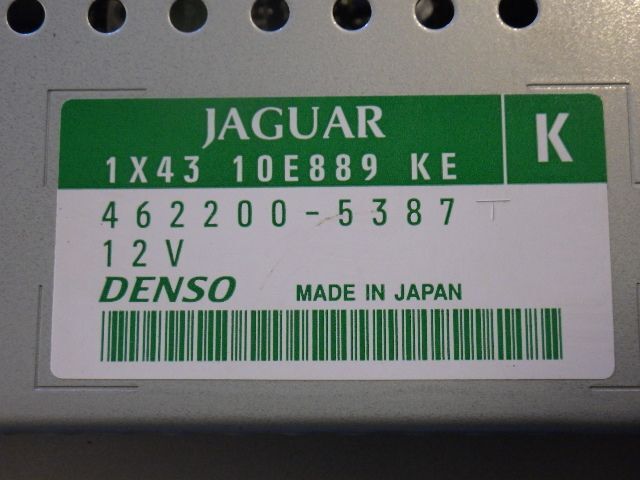 JAGUAR
1X43 10E889 KE
K
462200-5387
12V
DENSO MADE IN JAPAN